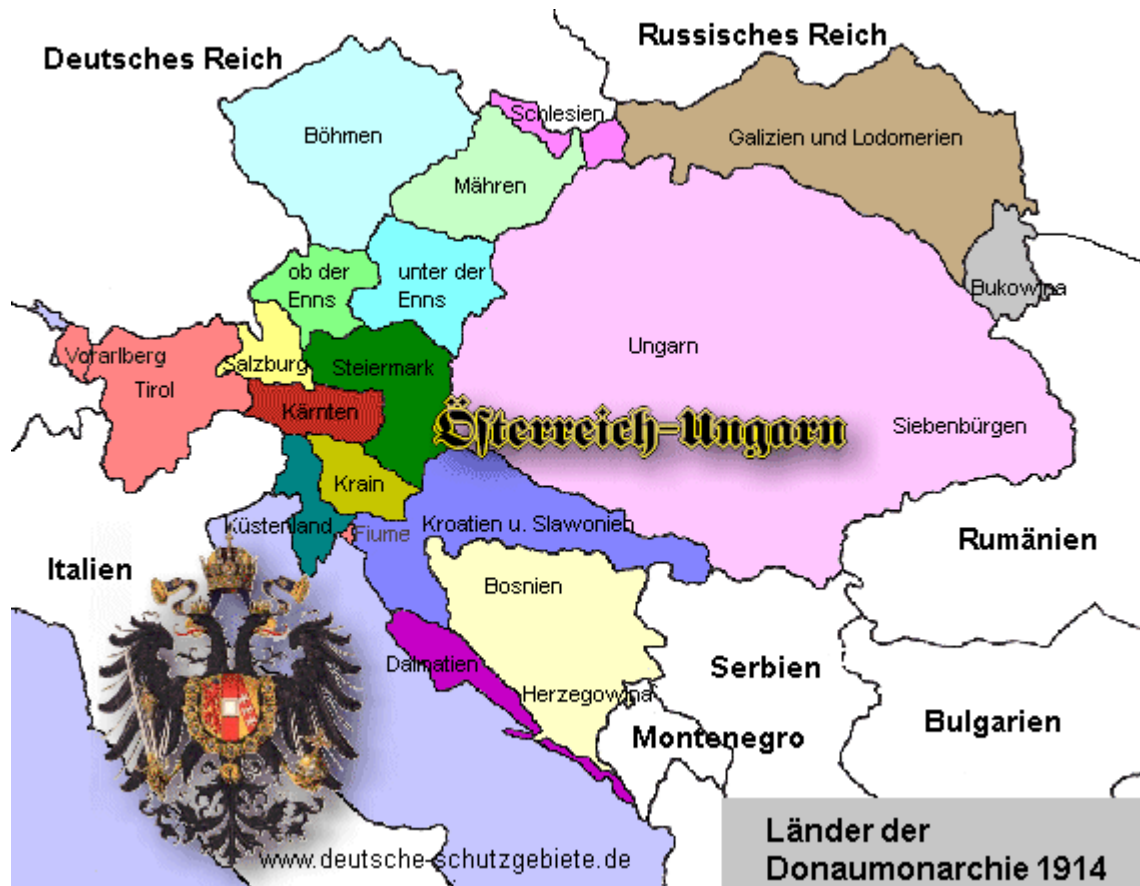 Deutsches Reich
Russisches Reich
Schlesien
Böhmen
Galizien und Lodomerien
Mähren
ob der
Enns
unter der
Enns
Bukowina
Vorarlberg
Tirol
Salzburg
Steiermark
Ungarn
Kärnten
Österreich-Ungarn
Siebenbürgen
Krain
Küstenland
Fiume
Kroatien u. Slawonien
Italien
Rumänien
Bosnien
Dalmatien
Herzegowina
Serbien
Montenegro
Bulgarien
www.deutsche-schutzgebiete.de
Länder der
Donaumonarchie 1914